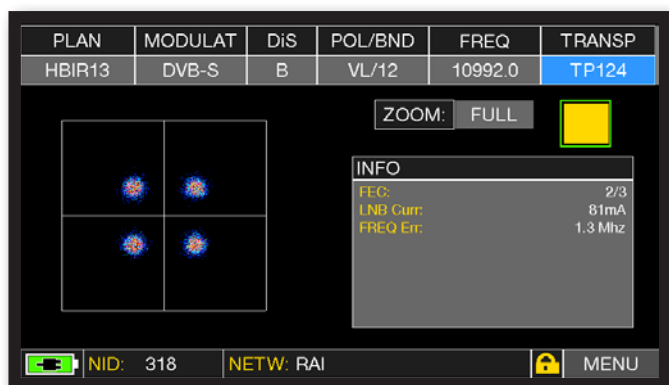 PLAN MODULAT DiS POL/BND FREQ TRANSP
HBIR13 DVB-S B VL/12 10992.0 TP124
ZOOM: FULL
INFO
FEC: 2/3
LNB Curr: 81mA
FREQ Err: 1.3 Mhz
NID: 318 NETW: RAI MENU